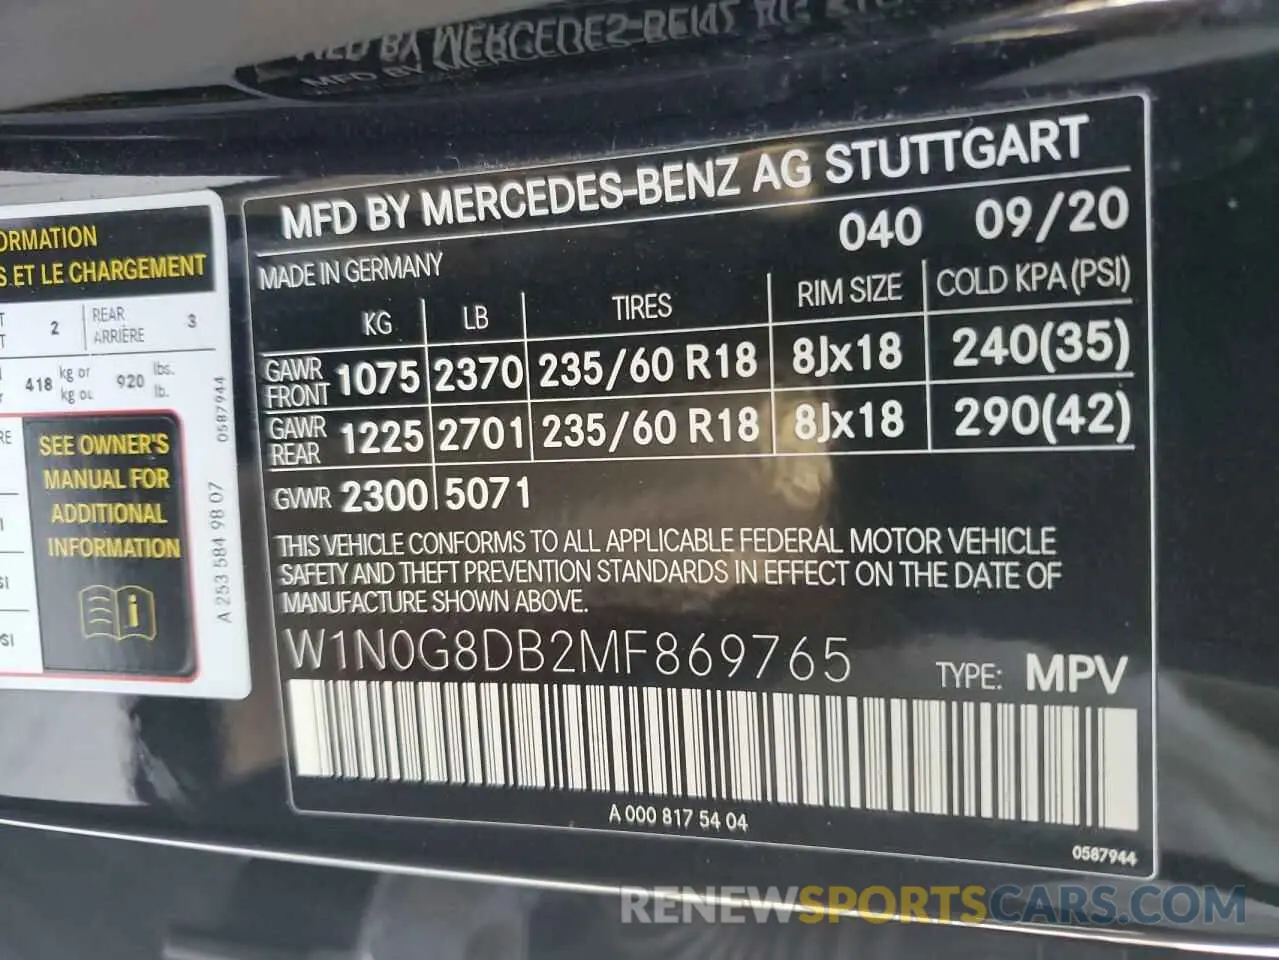 MFD BY MERCEDES-BENZ AG STUTTGART
040 09/20
MADE IN GERMANY
KG LB TIRES RIM SIZE COLD KPA (PSI)
GAWR FRONT 1075 2370 235/60 R18 8Jx18 240(35)
GAWR REAR 1225 2701 235/60 R18 8Jx18 290(42)
GVWR 2300 5071
THIS VEHICLE CONFORMS TO ALL APPLICABLE FEDERAL MOTOR VEHICLE
SAFETY AND THEFT PREVENTION STANDARDS IN EFFECT ON THE DATE OF
MANUFACTURE SHOWN ABOVE.
W1N0G8DB2MF869765 TYPE: MPV
A 000 817 54 04
0587944
ET LE CHARGEMENT
2 REAR ARRIÈRE 3
418 kg or kg ou 920 lbs. lb.
SEE OWNER'S
MANUAL FOR
ADDITIONAL
INFORMATION
A 253 584 98 07 0587944
RENEWSPORTSCARS.COM